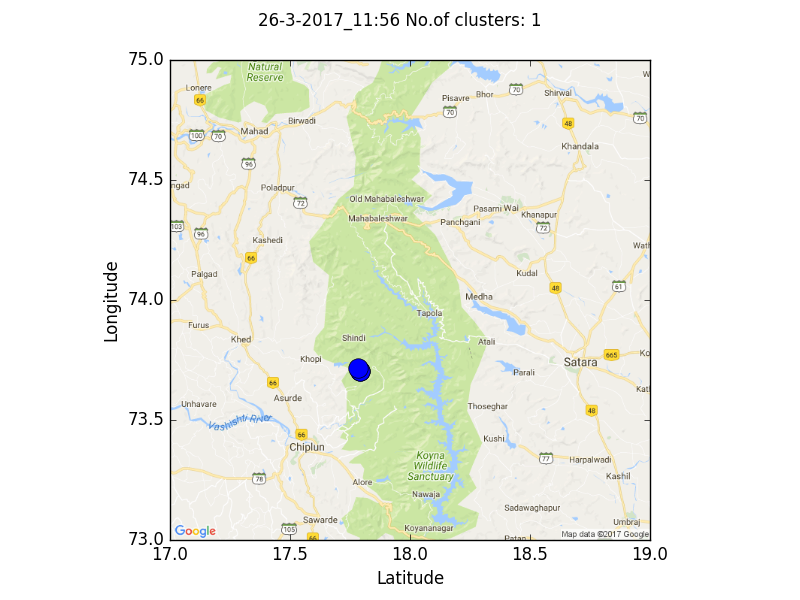 26-3-2017_11:56 No.of clusters: 1
75.0
74.5
74.0
73.5
73.0
Longitude
17.0
17.5
18.0
18.5
19.0
Latitude
Natural
Reserve
Lonere
66
100
70
Mahad
Birwadi
96
Poladpur
72
ngad
103
96
Kashedi
66
Palgad
Furus
Khed
Khopi
Shindi
66
Asurde
Unhavare
Vashishti River
66
Chiplun
78
Alore
Sawarde
105
66
Pisavre
Bhor
70
70
Shirwal
48
70
Khandala
Old Mahabaleshwar
Mahabaleshwar
Panchgani
Pasarni
Wai
Khanapur
72
Wath
Kudal
61
48
Medha
Tapola
Atali
Parali
Satara
665
Ko
Kat
Thoseghar
48
Kushi
77
Harpalwadi
Kashil
Koyna
Wildlife
Sanctuary
Nawaja
Koyananagar
Sadawaghapur
Umbraj
Patan
W
Google
Map data ©2017 Google